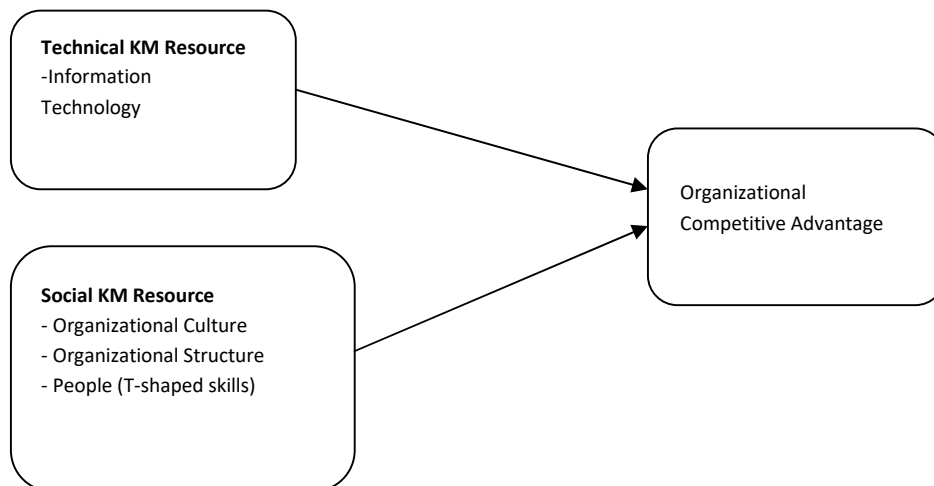 Technical KM Resource
-Information
Technology
Social KM Resource
- Organizational Culture
- Organizational Structure
- People (T-shaped skills)
Organizational
Competitive Advantage